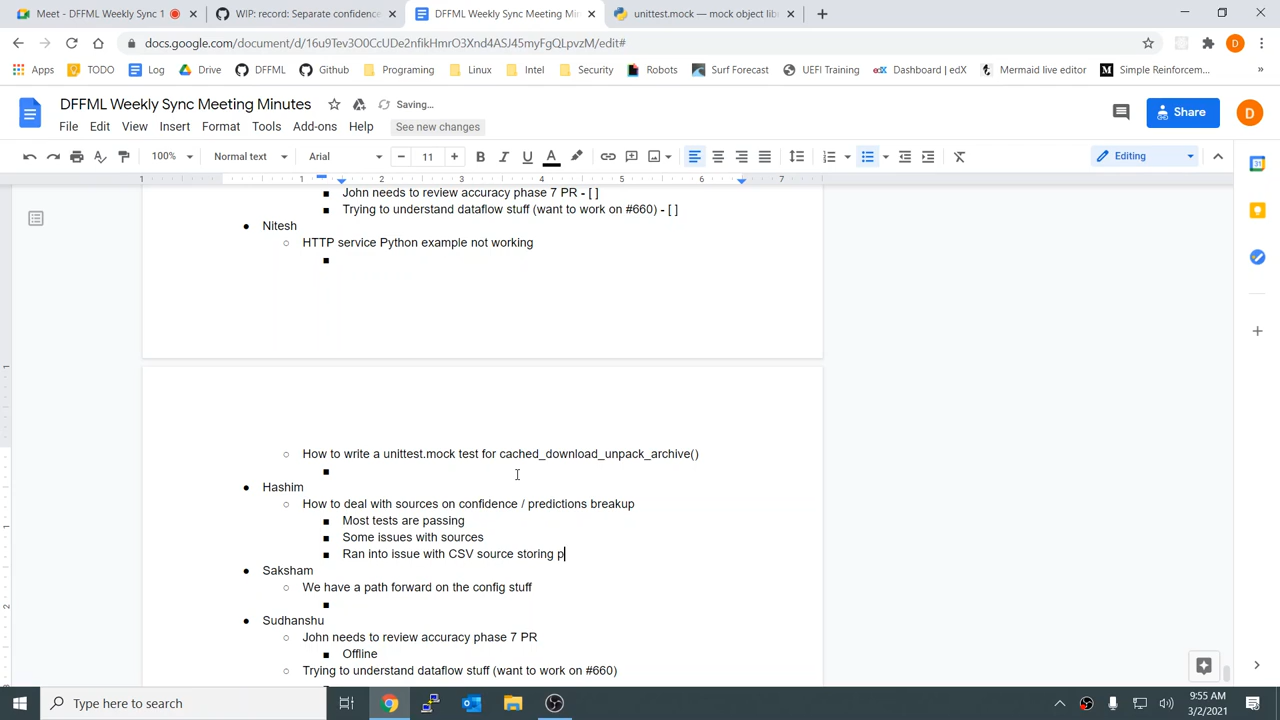 Meet - DFFML Weekly Sync
WIP: record: Separate confidence
DFFML Weekly Sync Meeting Min
unittest.mock — mock object lib
docs.google.com/document/d/16u9Tev3O0CcUDe2nfikHmrO3Xnd4ASJ45myFgQLpvzM/edit#
Apps
TODO
Log
Drive
DFFML
Github
Programing
Linux
Intel
Security
Robots
Surf Forecast
UEFI Training
Dashboard | edX
Mermaid live editor
Simple Reinforcem...
DFFML Weekly Sync Meeting Minutes
Saving...
File Edit View Insert Format Tools Add-ons Help
See new changes
Share
D
100%
Normal text
Arial
11
Editing
1 1 2 3 4 5 6 7
John needs to review accuracy phase 7 PR - [ ]
Trying to understand dataflow stuff (want to work on #660) - [ ]
Nitesh
HTTP service Python example not working
How to write a unittest.mock test for cached_download_unpack_archive()
Hashim
How to deal with sources on confidence / predictions breakup
Most tests are passing
Some issues with sources
Ran into issue with CSV source storing p
Saksham
We have a path forward on the config stuff
Sudhanshu
John needs to review accuracy phase 7 PR
Offline
Trying to understand dataflow stuff (want to work on #660)
Type here to search
9:55 AM
3/2/2021